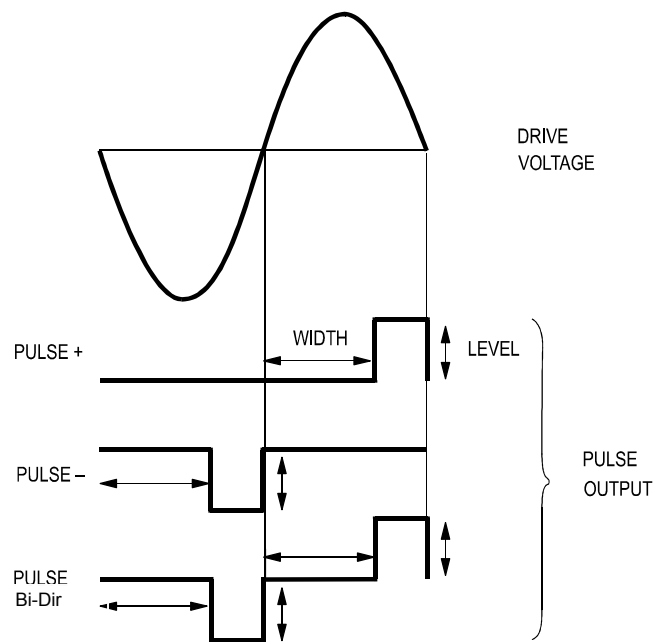 DRIVE
VOLTAGE
WIDTH
PULSE +
LEVEL
PULSE –
PULSE
OUTPUT
PULSE
Bi-Dir